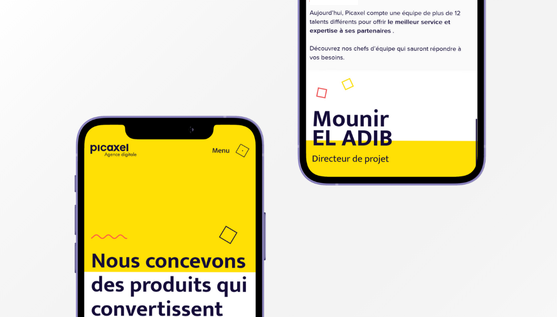 Aujourd'hui, Picaxel compte une équipe de plus de 12
talents différents pour offrir le meilleur service et
expertise à ses partenaires .
Découvrez nos chefs d'équipe qui sauront répondre à
vos besoins.
Mounir
EL ADIB
Directeur de projet
picaxel
Agence digitale
Menu
Nous concevons
des produits qui
convertissent